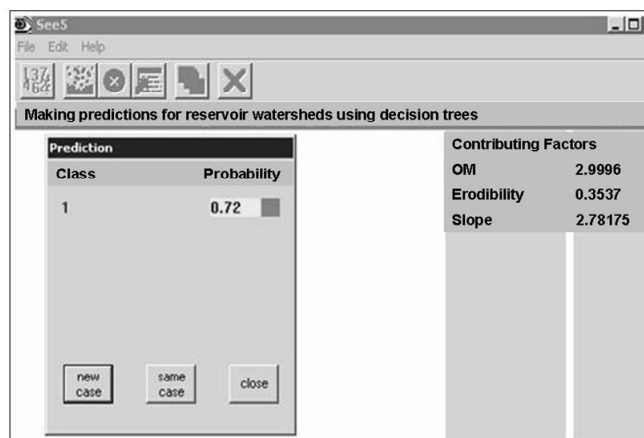 See5
File Edit Help
Making predictions for reservoir watersheds using decision trees
Prediction
Class Probability
1 0.72
new case
same case
close
Contributing Factors
OM 2.9996
Erodibility 0.3537
Slope 2.78175